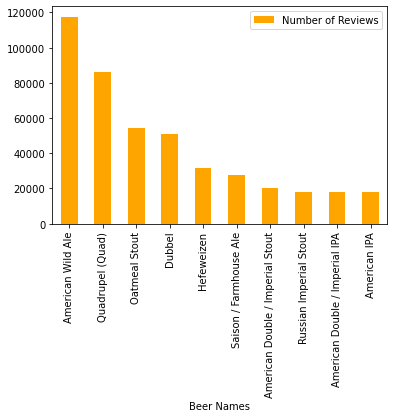 120000
100000
80000
60000
40000
20000
0
Number of Reviews
American Wild Ale
Quadrupel (Quad)
Oatmeal Stout
Dubbel
Hefeweizen
Saison / Farmhouse Ale
American Double / Imperial Stout
Russian Imperial Stout
American Double / Imperial IPA
American IPA
Beer Names